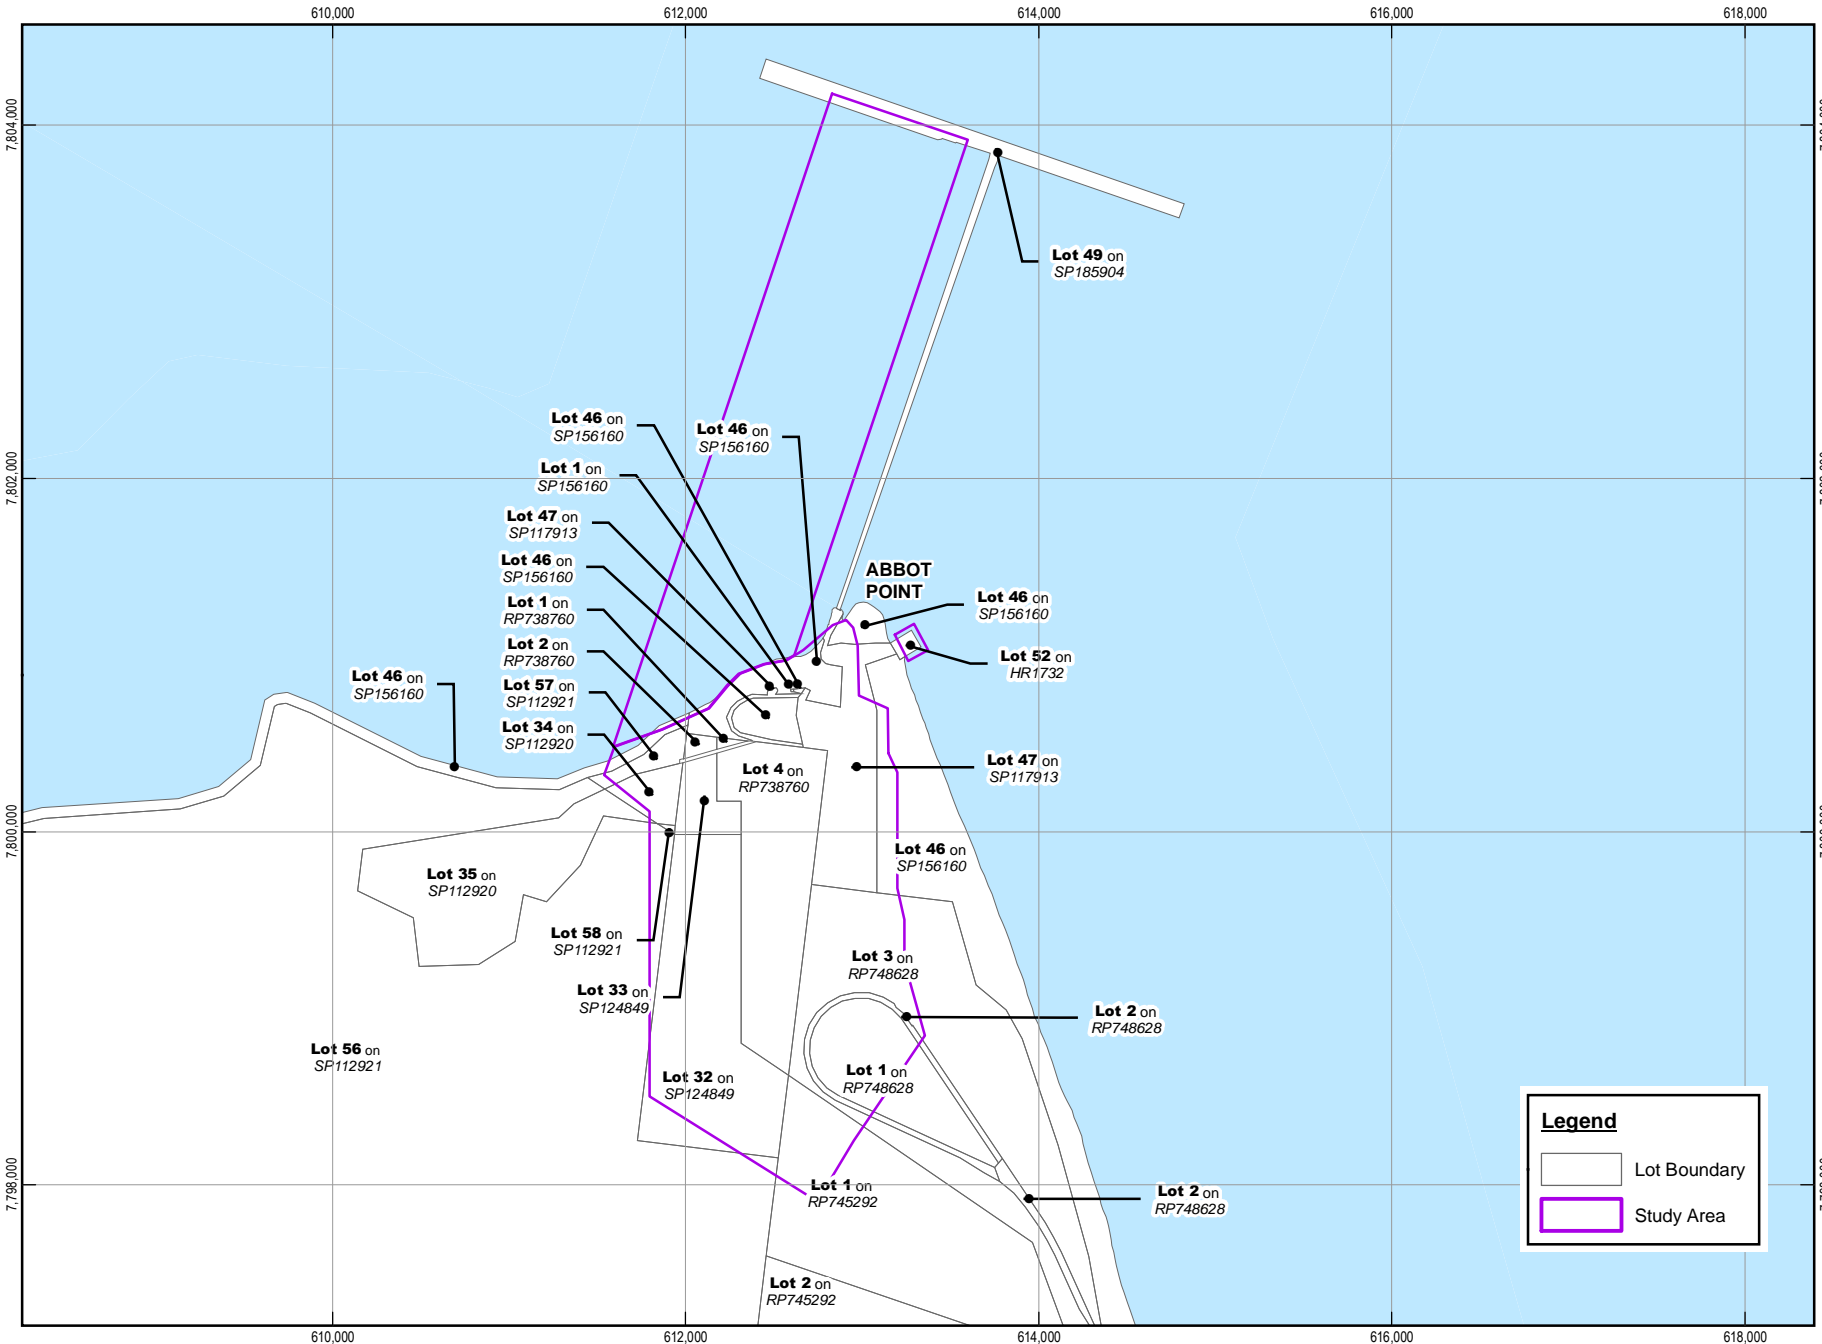 610,000
612,000
614,000
616,000
618,000
7,804,000
Lot 49 on
SP185904
Lot 46 on
SP156160
Lot 46 on
SP156160
Lot 1 on
SP156160
7,802,000
Lot 47 on
SP117913
Lot 46 on
SP156160
ABBOT
POINT
Lot 1 on
RP738760
Lot 46 on
SP156160
Lot 2 on
RP738760
Lot 52 on
HR1732
Lot 46 on
SP156160
Lot 57 on
SP112921
Lot 34 on
SP112920
Lot 4 on
RP738760
Lot 47 on
SP117913
7,800,000
Lot 46 on
SP156160
Lot 35 on
SP112920
Lot 58 on
SP112921
Lot 3 on
RP748628
Lot 33 on
SP124849
Lot 2 on
RP748628
Lot 56 on
SP112921
Lot 32 on
SP124849
Lot 1 on
RP748628
7,798,000
Lot 1 on
RP745292
Lot 2 on
RP748628
Lot 2 on
RP745292
Legend
Lot Boundary
Study Area
610,000
612,000
614,000
616,000
618,000